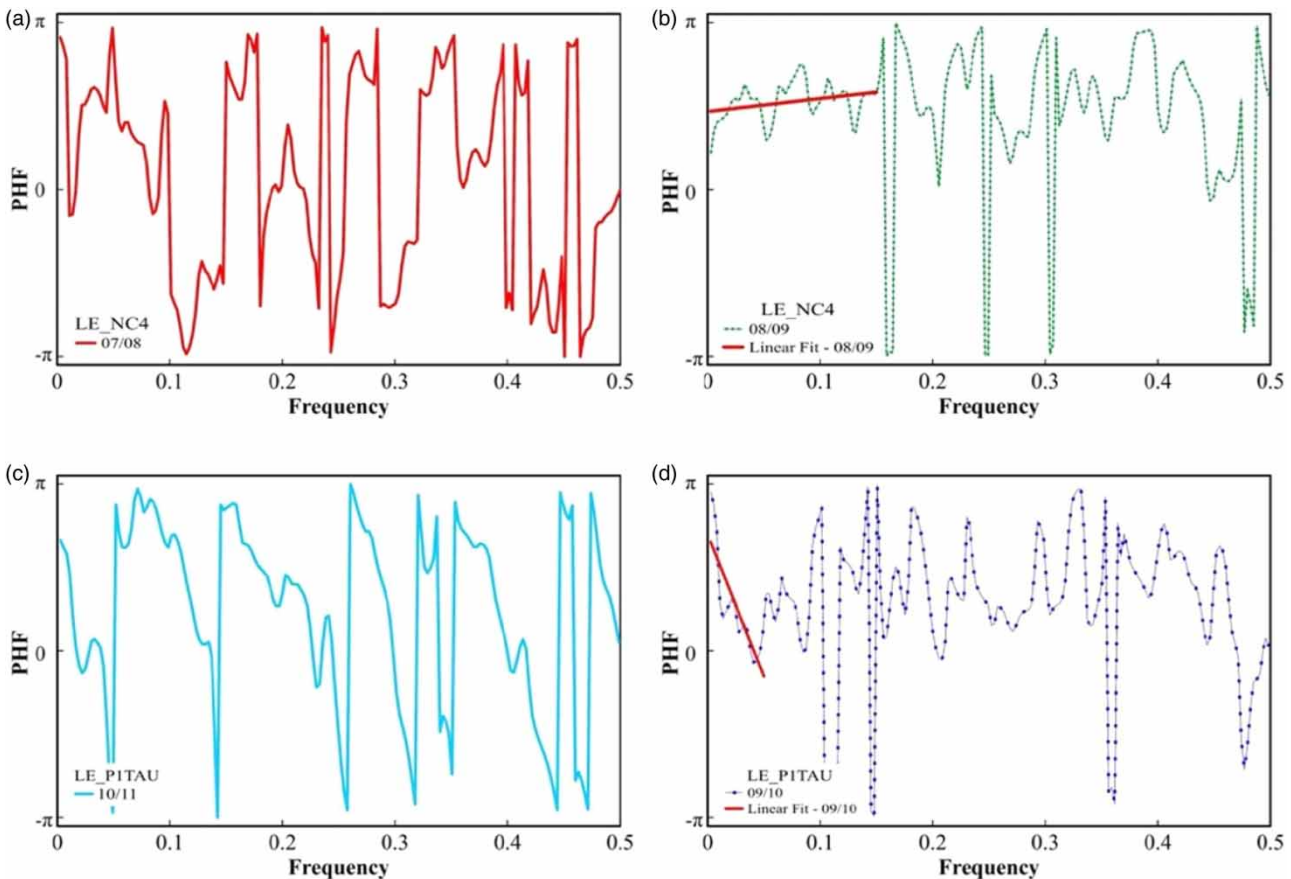 (a)
π
PHF
0
-π
LE_NC4
07/08
0 0.1 0.2 0.3 0.4 0.5
Frequency
(b)
π
PHF
0
-π
LE_NC4
08/09
Linear Fit - 08/09
0 0.1 0.2 0.3 0.4 0.5
Frequency
(c)
π
PHF
0
-π
LE_P1TAU
10/11
0 0.1 0.2 0.3 0.4 0.5
Frequency
(d)
π
PHF
0
-π
LE_P1TAU
09/10
Linear Fit - 09/10
0 0.1 0.2 0.3 0.4 0.5
Frequency